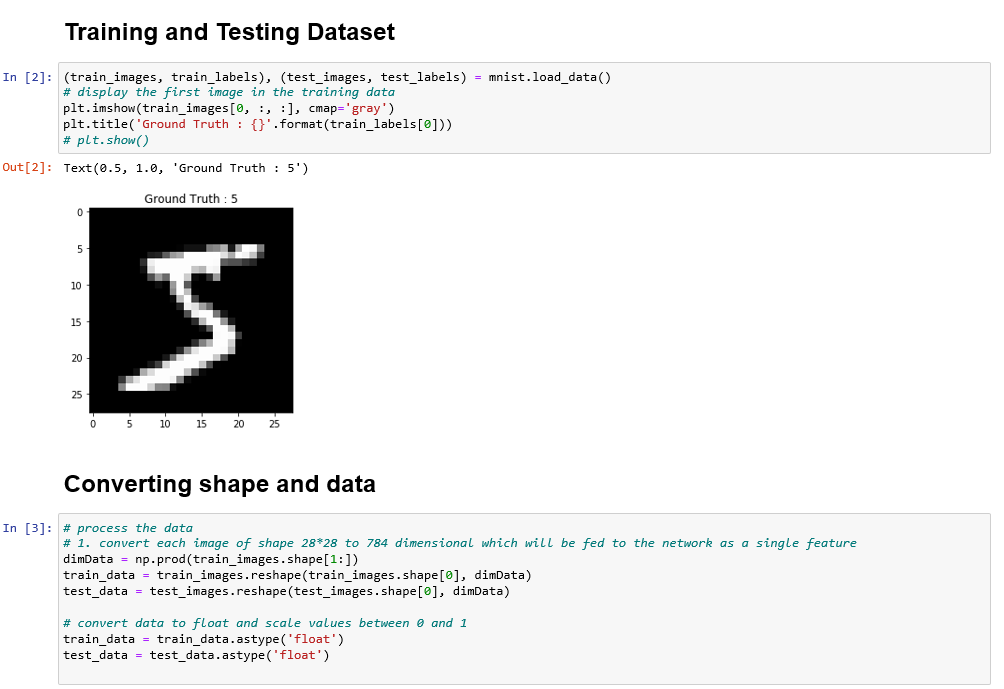 Training and Testing Dataset
In [2]: (train_images, train_labels), (test_images, test_labels) = mnist.load_data()
# display the first image in the training data
plt.imshow(train_images[0, :, :], cmap='gray')
plt.title('Ground Truth : {}'.format(train_labels[0]))
# plt.show()
Out[2]: Text(0.5, 1.0, 'Ground Truth : 5')
Ground Truth : 5
0
5
10
15
20
25
0 5 10 15 20 25
Converting shape and data
In [3]: # process the data
# 1. convert each image of shape 28*28 to 784 dimensional which will be fed to the network as a single feature
dimData = np.prod(train_images.shape[1:])
train_data = train_images.reshape(train_images.shape[0], dimData)
test_data = test_images.reshape(test_images.shape[0], dimData)
# convert data to float and scale values between 0 and 1
train_data = train_data.astype('float')
test_data = test_data.astype('float')